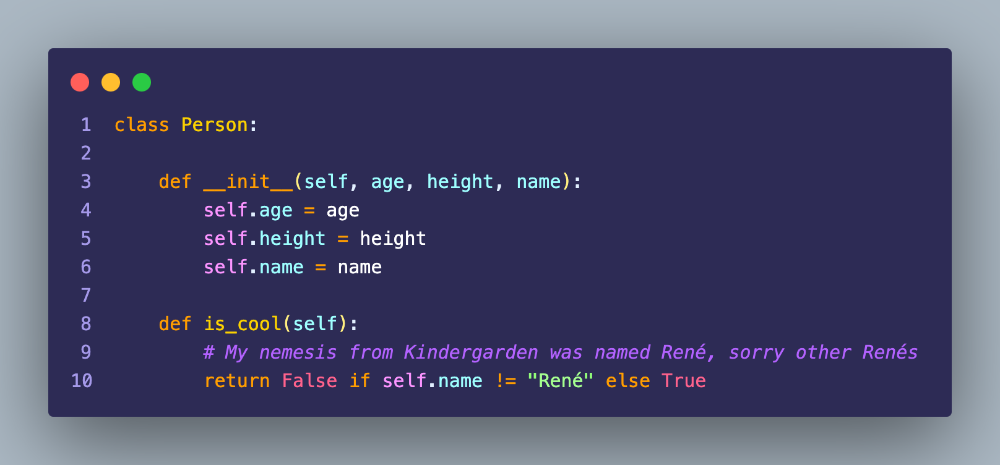 1 class Person:
2
3     def __init__(self, age, height, name):
4         self.age = age
5         self.height = height
6         self.name = name
7
8     def is_cool(self):
9         # My nemesis from Kindergarden was named René, sorry other Renés
10         return False if self.name != "René" else True